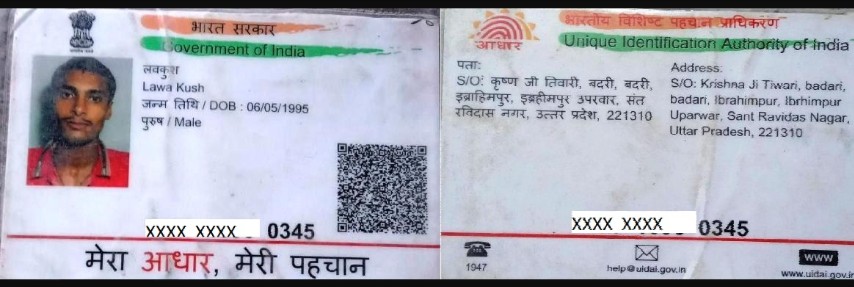 भारत सरकार
Government of India
लवकुश
Lawa Kush
जन्म तिथि / DOB : 06/05/1995
पुरुष / Male
XXXX XXXX 0345
मेरा आधार, मेरी पहचान
भारतीय विशिष्ट पहचान प्राधिकरण
आधार
Unique Identification Authority of India
पता:
S/O: कृष्ण जी तिवारी, बदरी, बदरी,
इब्राहिमपुर, इब्रहीमपुर उपरवार, संत
रविदास नगर, उत्तर प्रदेश, 221310
Address:
S/O: Krishna Ji Tiwari, badari,
badari, Ibrahimpur, Ibrhimpur
Uparwar, Sant Ravidas Nagar,
Uttar Pradesh, 221310
XXXX XXXX 0345
1947
help@uidai.gov.in
www
www.uidai.gov.in